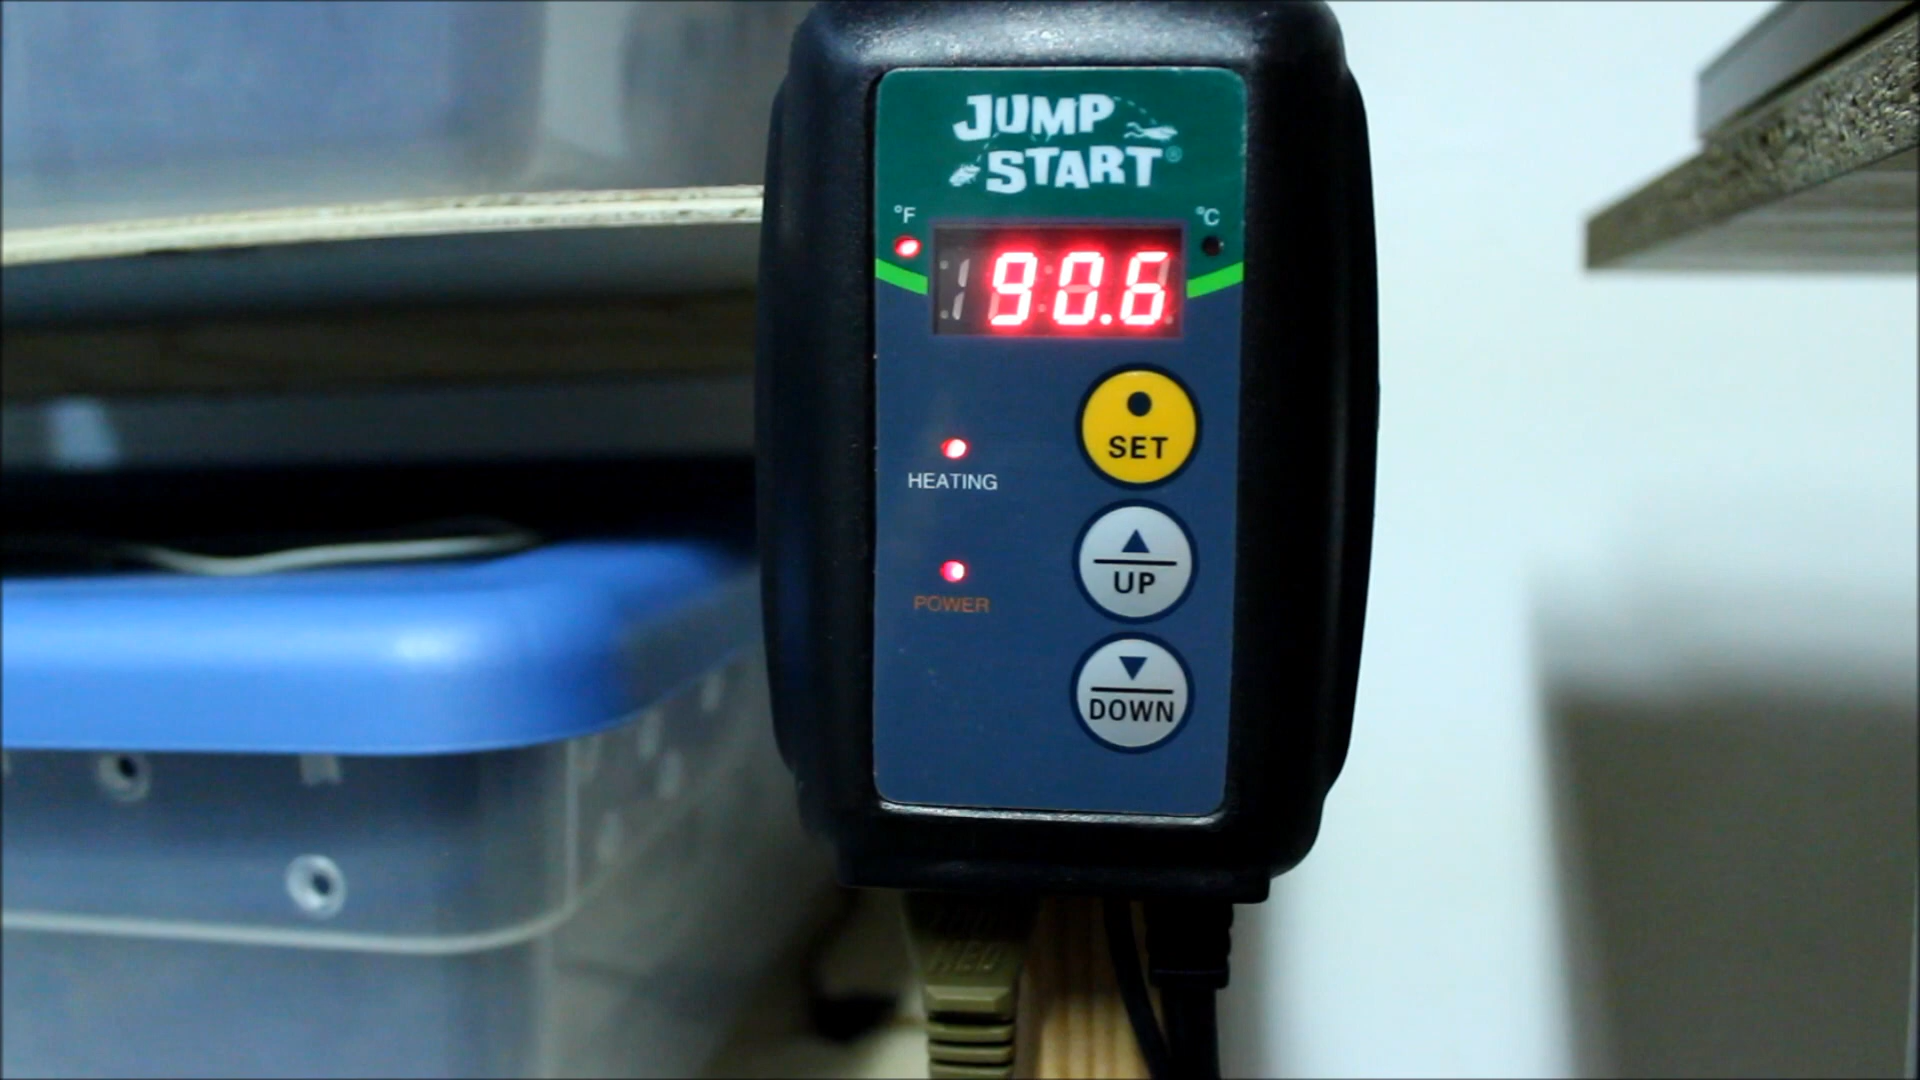 JUMP
START®
°F
°C
90.6
SET
HEATING
UP
POWER
DOWN